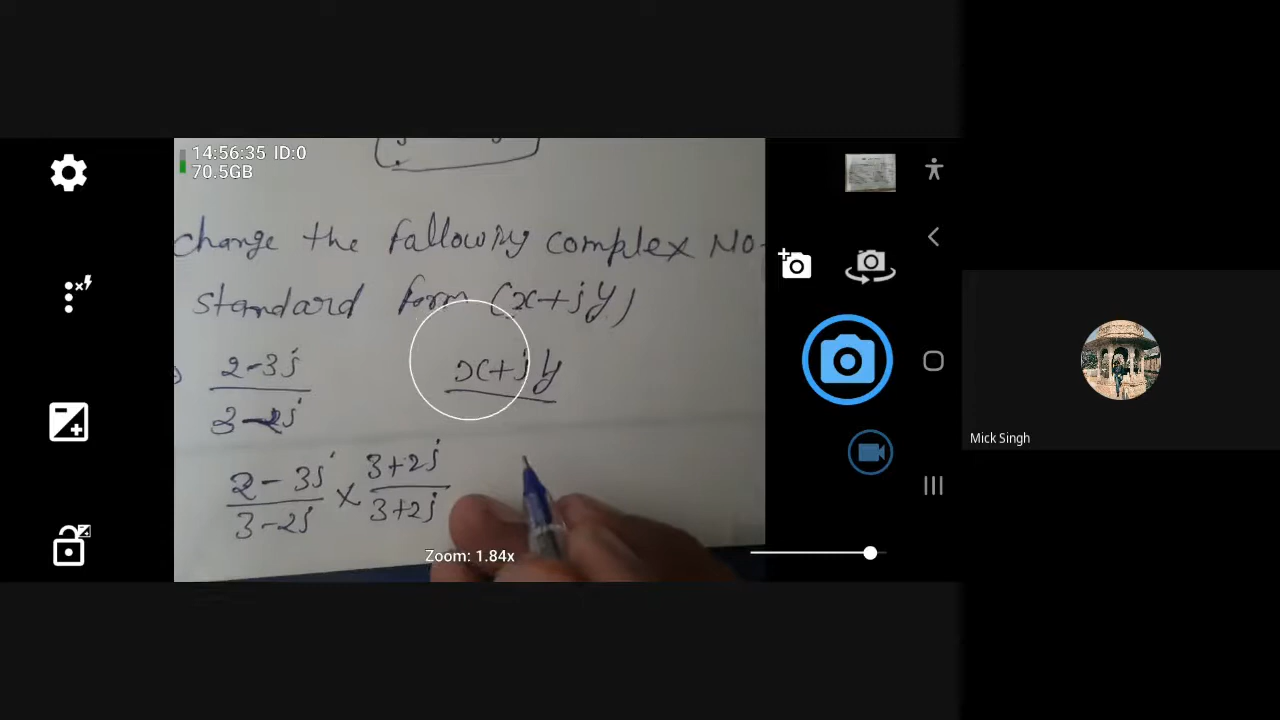 14:56:35 ID:0
70.5GB
change the fallowing complex No-
standard form (x+jy)
2-3j
3-2j
x+jy
2-3j × 3+2j
3-2j 3+2j
Zoom: 1.84x
Mick Singh